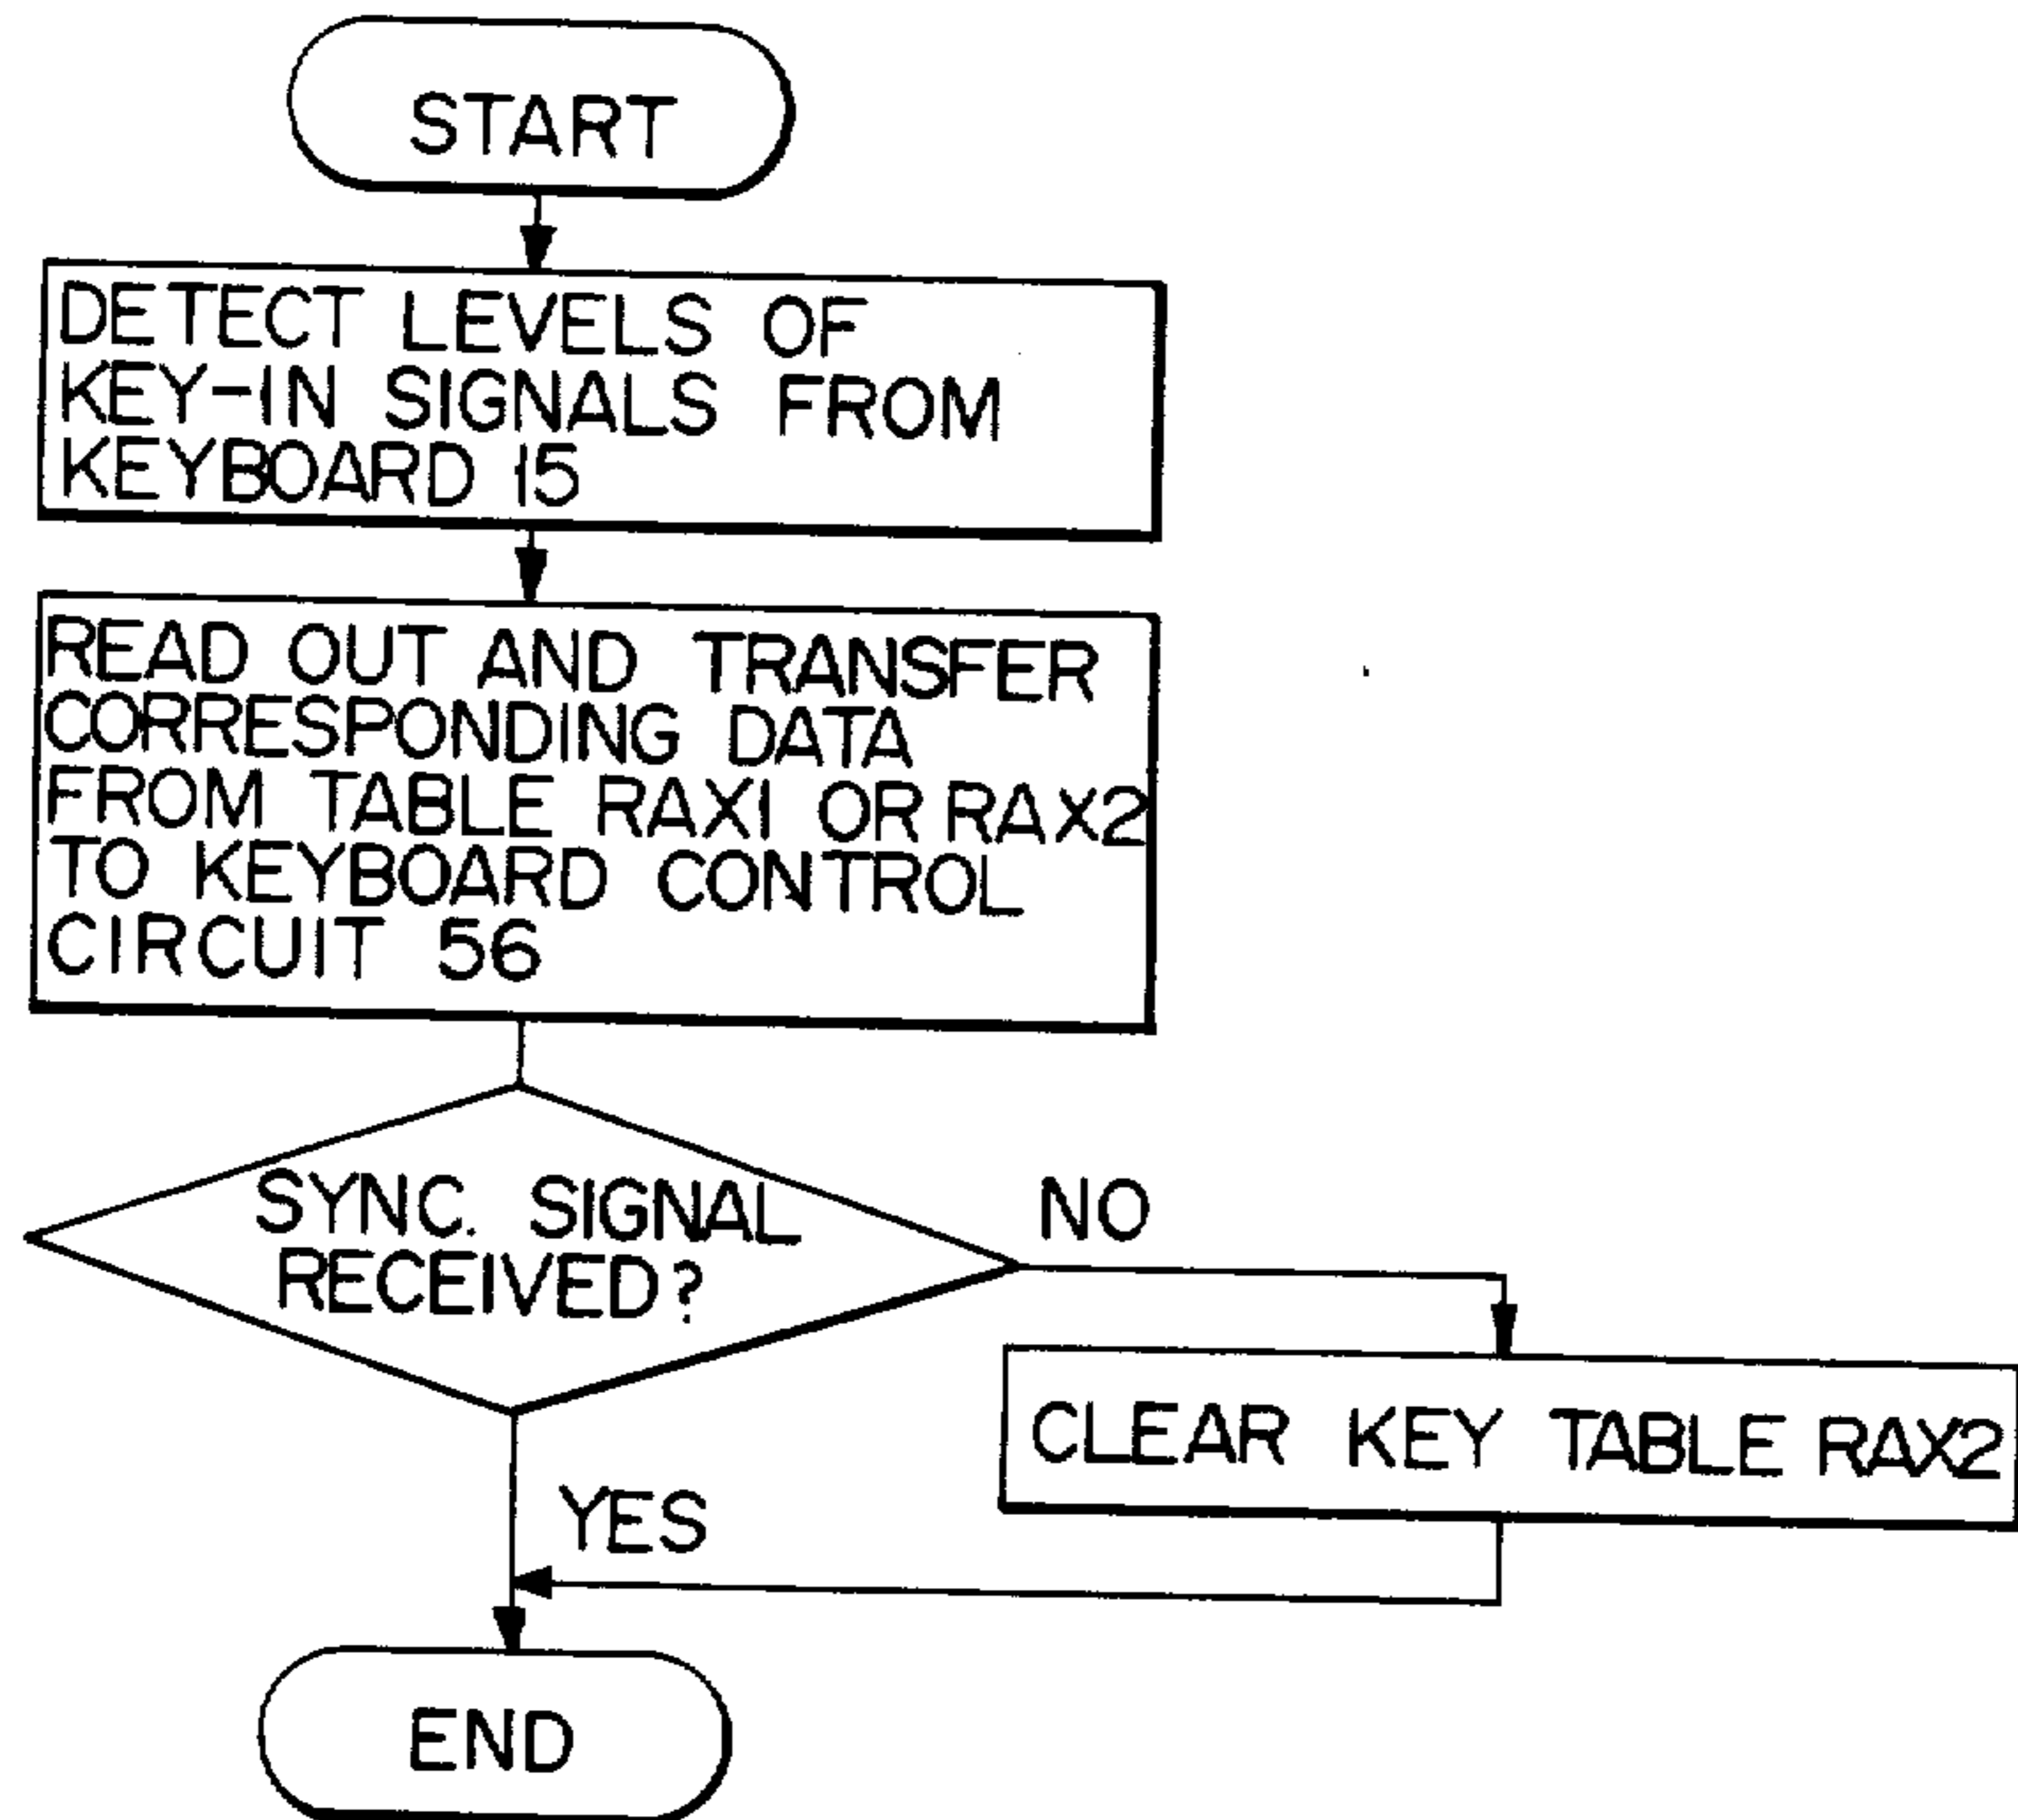 START
DETECT LEVELS OF
KEY-IN SIGNALS FROM
KEYBOARD 15
READ OUT AND TRANSFER
CORRESPONDING DATA
FROM TABLE RAX1 OR RAX2
TO KEYBOARD CONTROL
CIRCUIT 56
SYNC. SIGNAL
RECEIVED?
NO
CLEAR KEY TABLE RAX2
YES
END